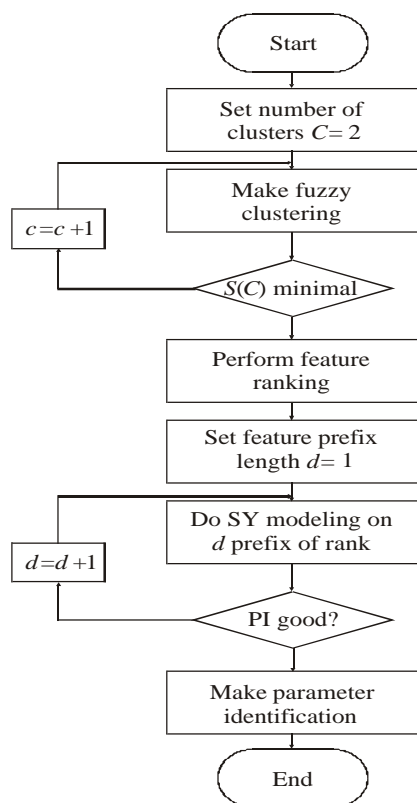 Start
Set number of
clusters C= 2
Make fuzzy
clustering
c=c +1
S(C) minimal
Perform feature
ranking
Set feature prefix
length d= 1
Do SY modeling on
d prefix of rank
d=d +1
PI good?
Make parameter
identification
End